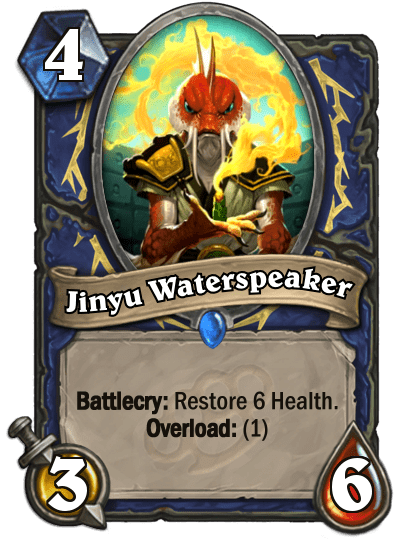 4
Jinyu Waterspeaker
Battlecry: Restore 6 Health.
Overload: (1)
3
6